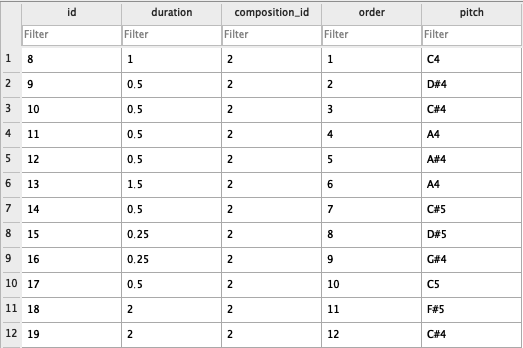 id duration composition_id order pitch
Filter Filter Filter Filter Filter
1 8 1 2 1 C4
2 9 0.5 2 2 D#4
3 10 0.5 2 3 C#4
4 11 0.5 2 4 A4
5 12 0.5 2 5 A#4
6 13 1.5 2 6 A4
7 14 0.5 2 7 C#5
8 15 0.25 2 8 D#5
9 16 0.25 2 9 G#4
10 17 0.5 2 10 C5
11 18 2 2 11 F#5
12 19 2 2 12 C#4